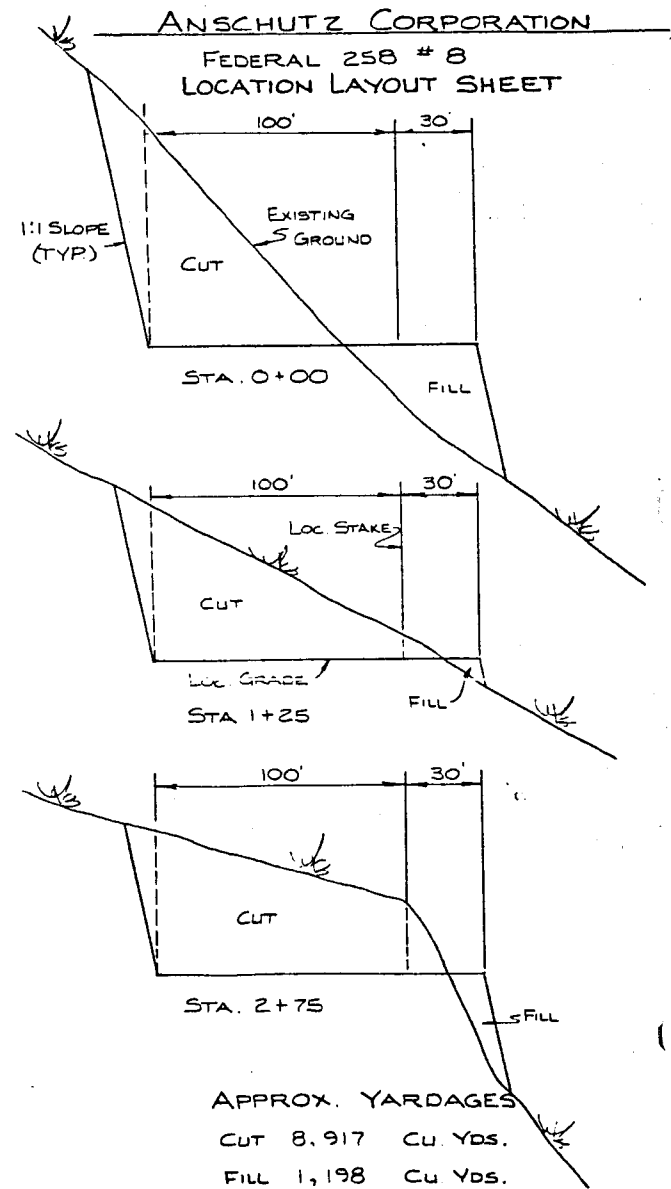 ANSCHUTZ CORPORATION
FEDERAL 25B # 8
LOCATION LAYOUT SHEET
100' 30'
1:1 SLOPE
(TYP.)
EXISTING
GROUND
CUT
STA. 0+00
FILL
100' 30'
LOC. STAKE
CUT
LOC. GRADE
FILL
STA 1+25
100' 30'
CUT
STA. 2+75
FILL
APPROX. YARDAGES
CUT 8,917 CU. YDS.
FILL 1,198 CU. YDS.